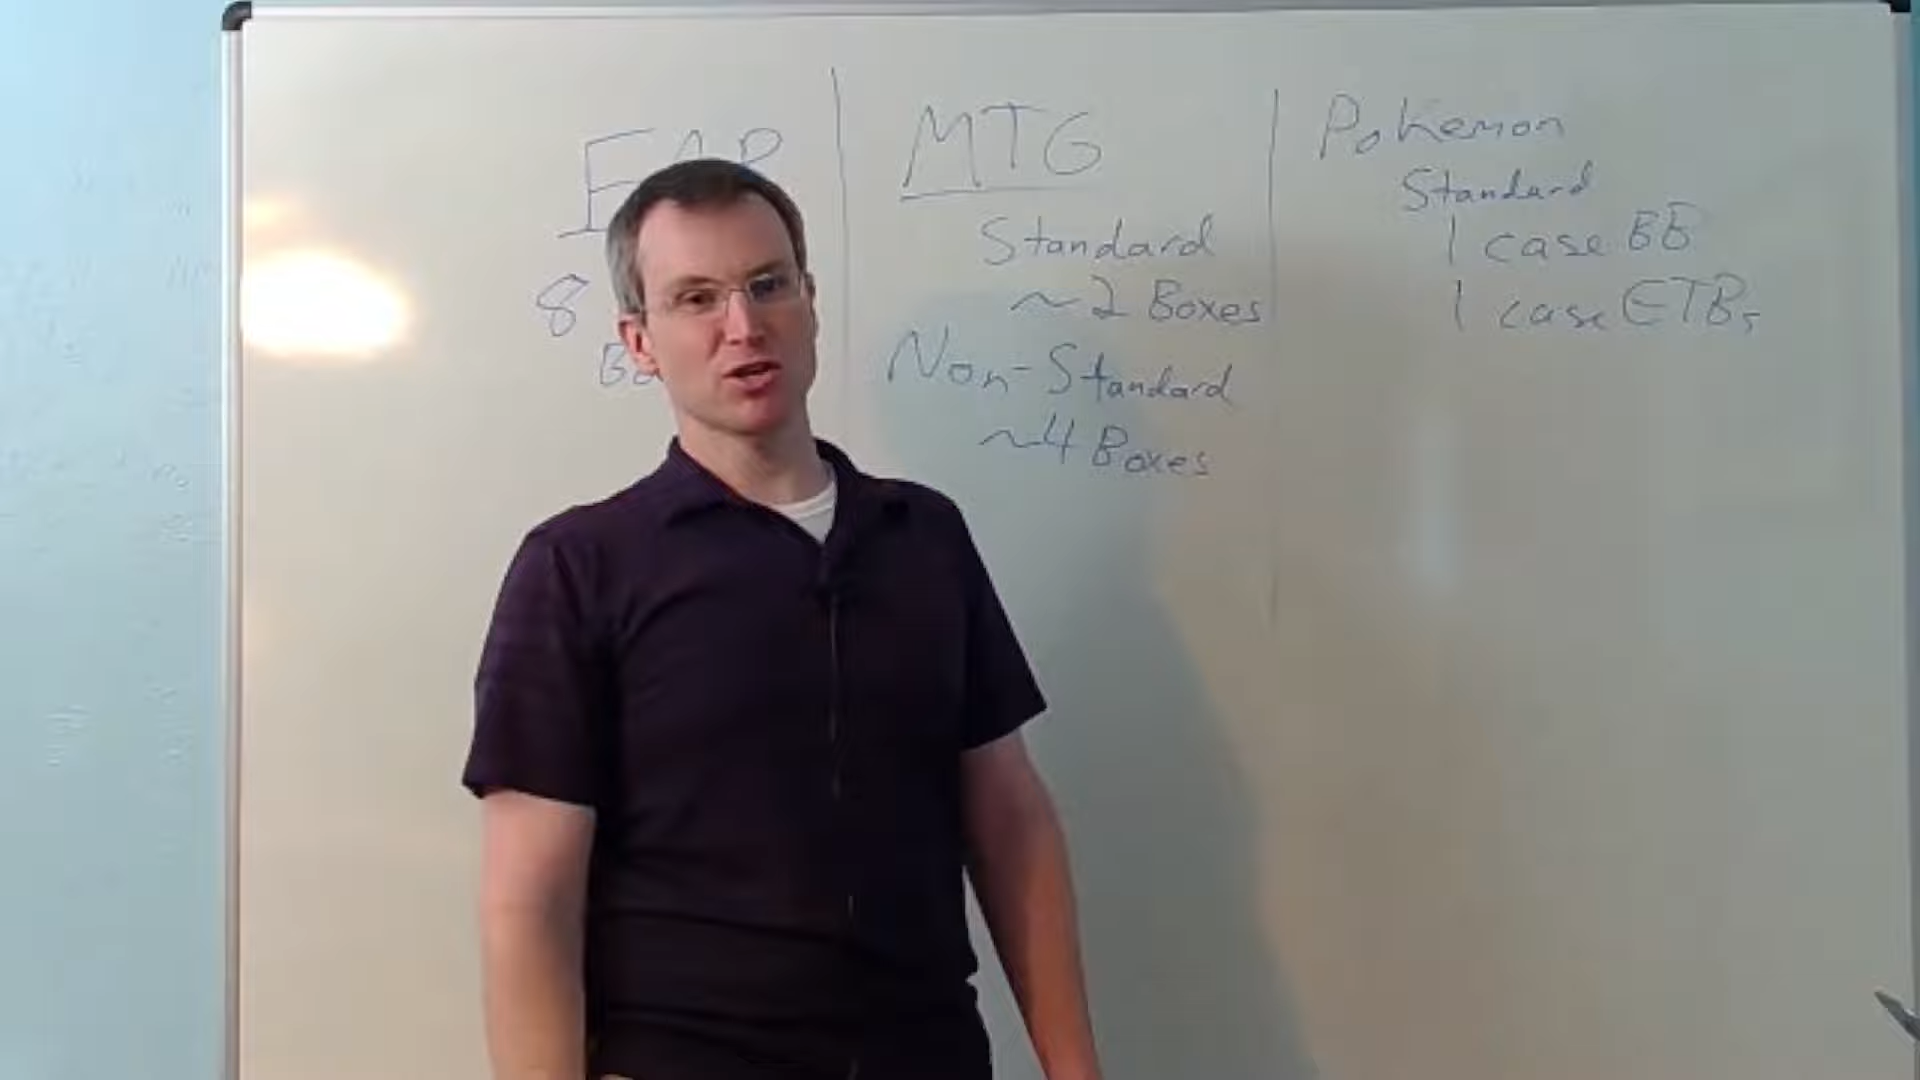 8
MTG
Standard
~2 Boxes
Non-Standard
~4 Boxes
Pokemon
Standard
1 case BB
1 case ETBs